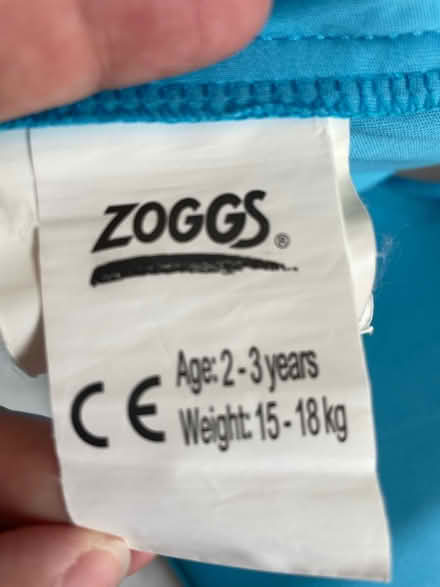 ZOGGS®
CE Age: 2 - 3 years
Weight: 15 - 18 kg